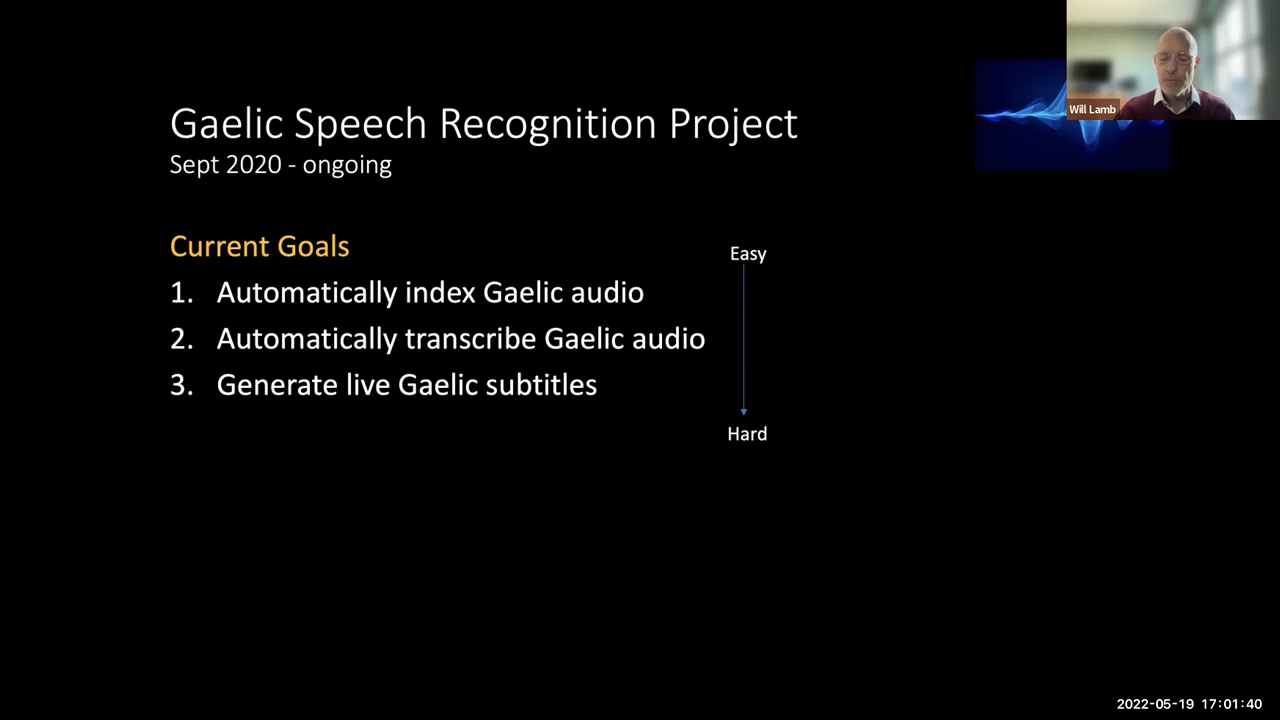 Will Lamb
Gaelic Speech Recognition Project
Sept 2020 - ongoing
Current Goals
1. Automatically index Gaelic audio
2. Automatically transcribe Gaelic audio
3. Generate live Gaelic subtitles
Easy
Hard
2022-05-19 17:01:40